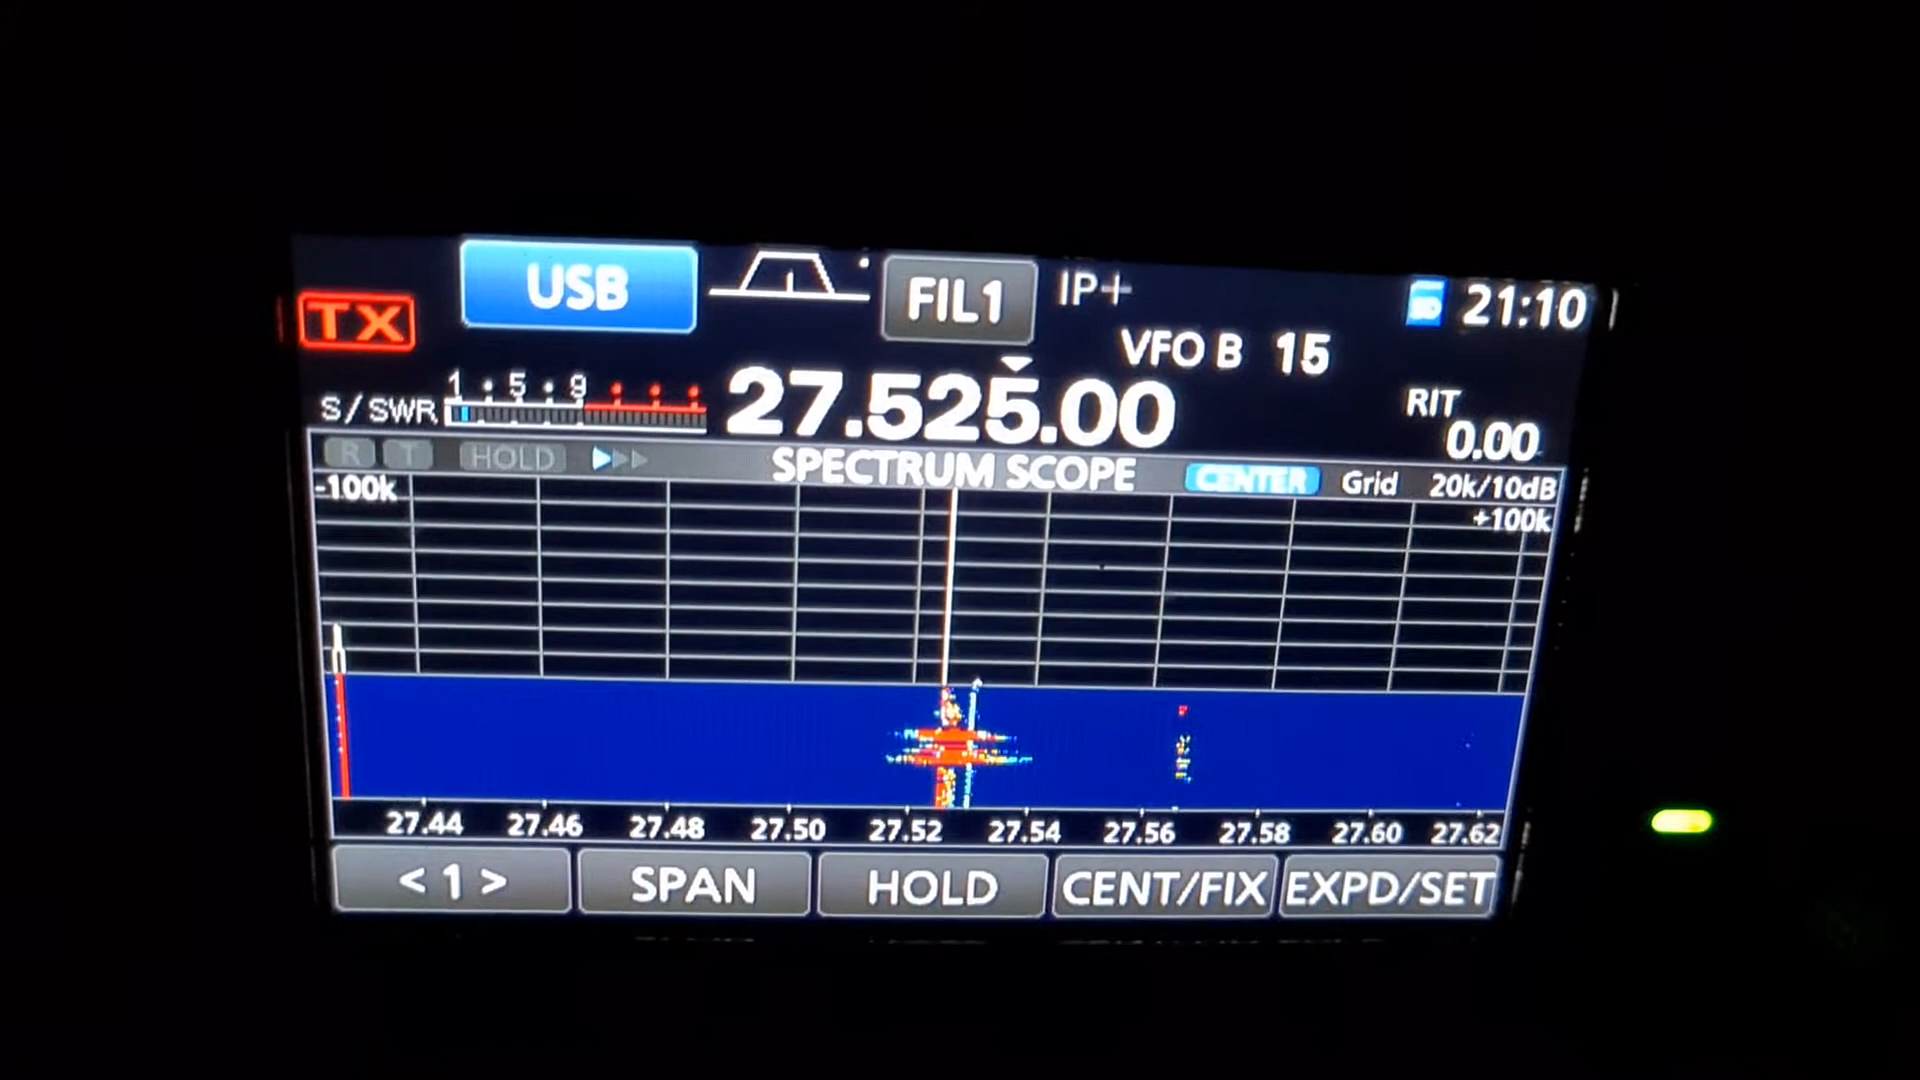 USB FIL1 IP+ 21:10
TX
VFO B 15
S/SWR 1 5 9 27.525.00 RIT
0.00
R T HOLD SPECTRUM SCOPE CENTER Grid 20k/10dB
-100k +100k
27.44 27.46 27.48 27.50 27.52 27.54 27.56 27.58 27.60 27.62
< 1 > SPAN HOLD CENT/FIX EXPD/SET